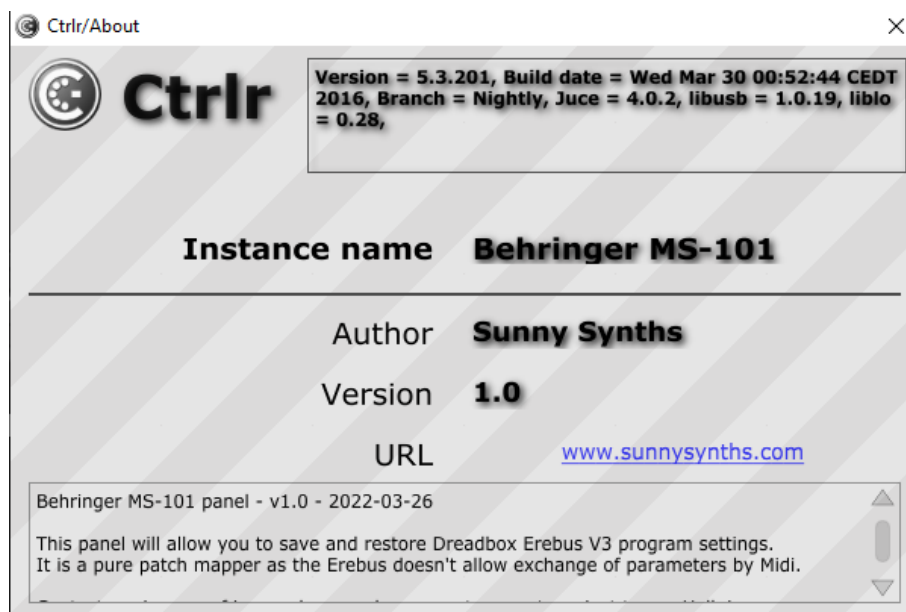 Ctrlr/About
Ctrlr
Version = 5.3.201, Build date = Wed Mar 30 00:52:44 CEDT
2016, Branch = Nightly, Juce = 4.0.2, libusb = 1.0.19, liblo
= 0.28,
Instance name Behringer MS-101
Author Sunny Synths
Version 1.0
URL www.sunnysynths.com
Behringer MS-101 panel - v1.0 - 2022-03-26
This panel will allow you to save and restore Dreadbox Erebus V3 program settings.
It is a pure patch mapper as the Erebus doesn't allow exchange of parameters by Midi.